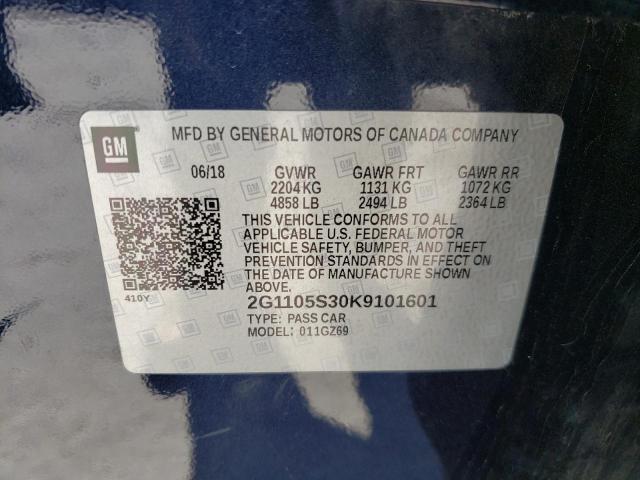 GM
MFD BY GENERAL MOTORS OF CANADA COMPANY
06/18 GVWR GAWR FRT GAWR RR
2204 KG 1131 KG 1072 KG
4858 LB 2494 LB 2364 LB
THIS VEHICLE CONFORMS TO ALL
APPLICABLE U.S. FEDERAL MOTOR
VEHICLE SAFETY, BUMPER, AND THEFT
PREVENTION STANDARDS IN EFFECT ON
THE DATE OF MANUFACTURE SHOWN
ABOVE.
410Y
2G1105S30K9101601
TYPE: PASS CAR
MODEL: 011GZ69